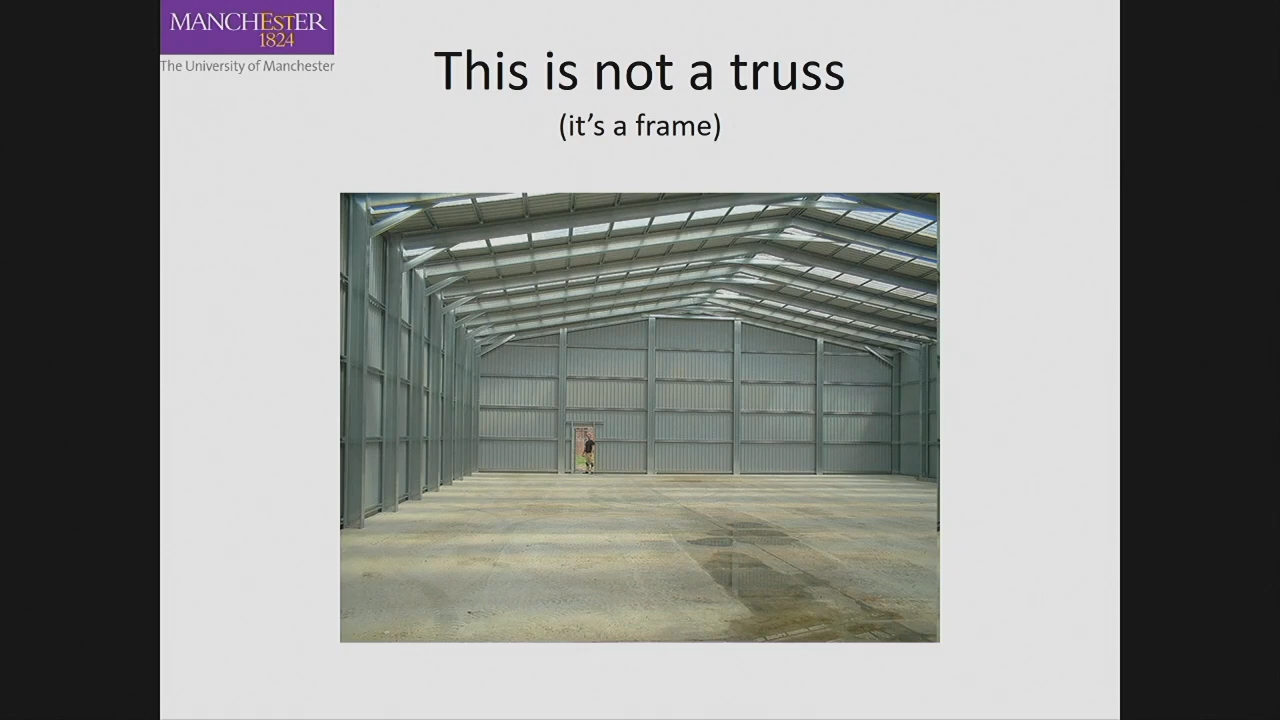 MANCHEStER
1824
The University of Manchester
This is not a truss
(it's a frame)